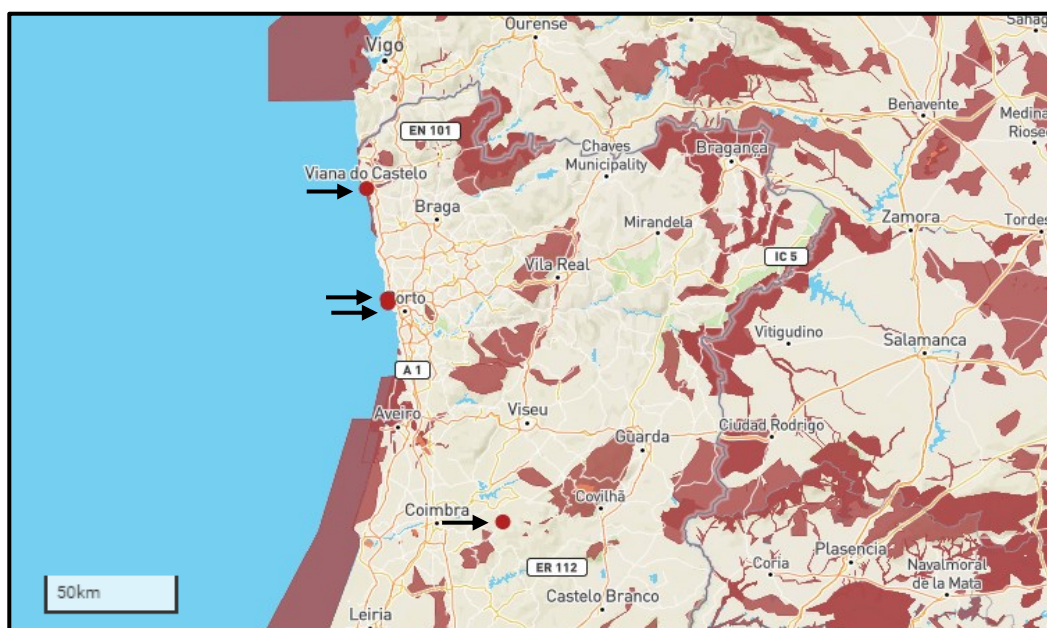 Ourense
Sahag
Vigo
Benavente
Medina
Riosec
EN 101
Chaves
Municipality
Bragança
Viana do Castelo
Braga
Mirandela
Zamora
Tordes
IC 5
Vila Real
orto
Vitigudino
Salamanca
A 1
Aveiro
Viseu
Guarda
Ciudad Rodrigo
Covilhã
Coimbra
Plasencia
ER 112
Coria
Navalmoral
de la Mata
50km
Castelo Branco
Leiria